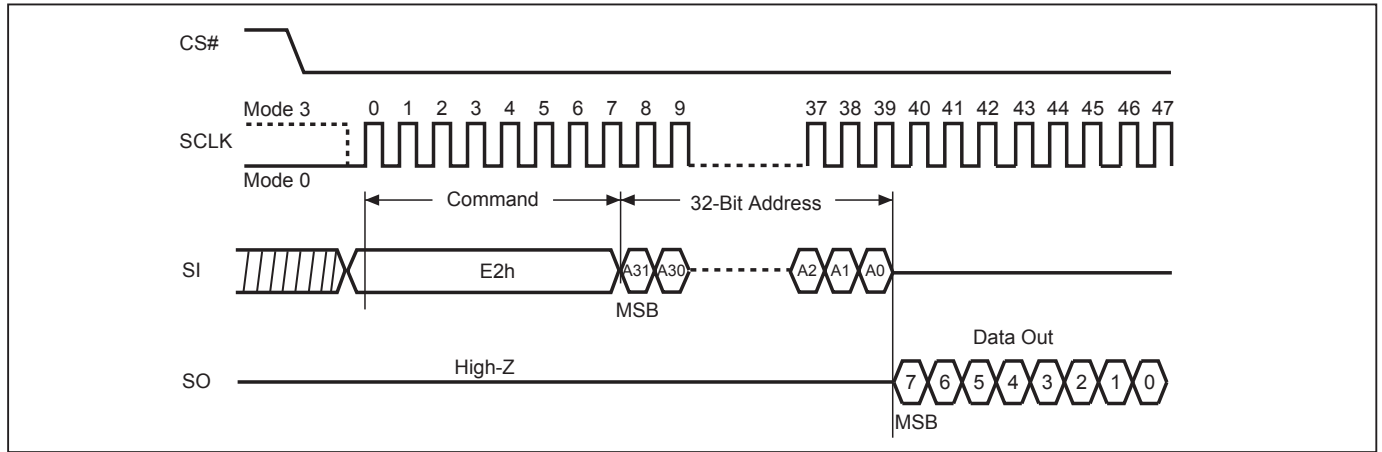 CS#
Mode 3
0 1 2 3 4 5 6 7 8 9 37 38 39 40 41 42 43 44 45 46 47
SCLK
Mode 0
Command
32-Bit Address
SI
E2h
A31 A30 A2 A1 A0
MSB
Data Out
High-Z
SO
7 6 5 4 3 2 1 0
MSB